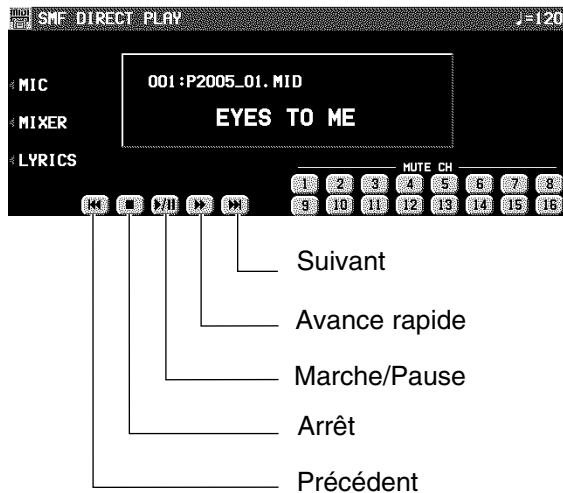 SMF DIRECT PLAY ♩=120
001:P2005_01.MID
EYES TO ME
MIC
MIXER
LYRICS
MUTE CH
1 2 3 4 5 6 7 8
9 10 11 12 13 14 15 16
Suivant
Avance rapide
Marche/Pause
Arrêt
Précédent